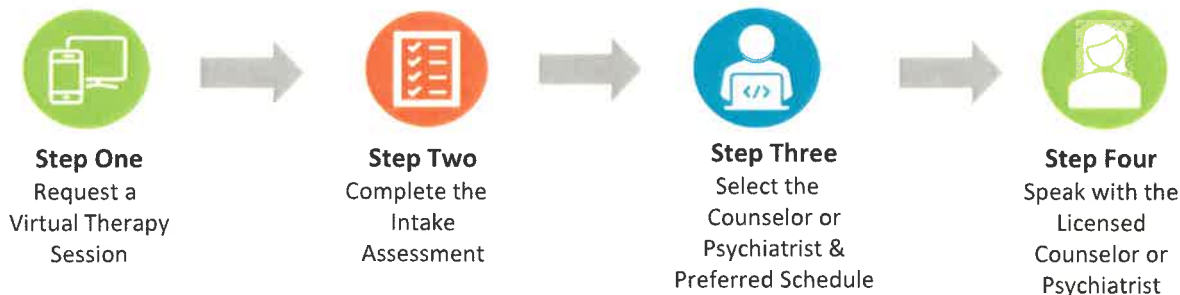 Step One
Request a
Virtual Therapy
Session
Step Two
Complete the
Intake
Assessment
</>
Step Three
Select the
Counselor or
Psychiatrist &
Preferred Schedule
Step Four
Speak with the
Licensed
Counselor or
Psychiatrist